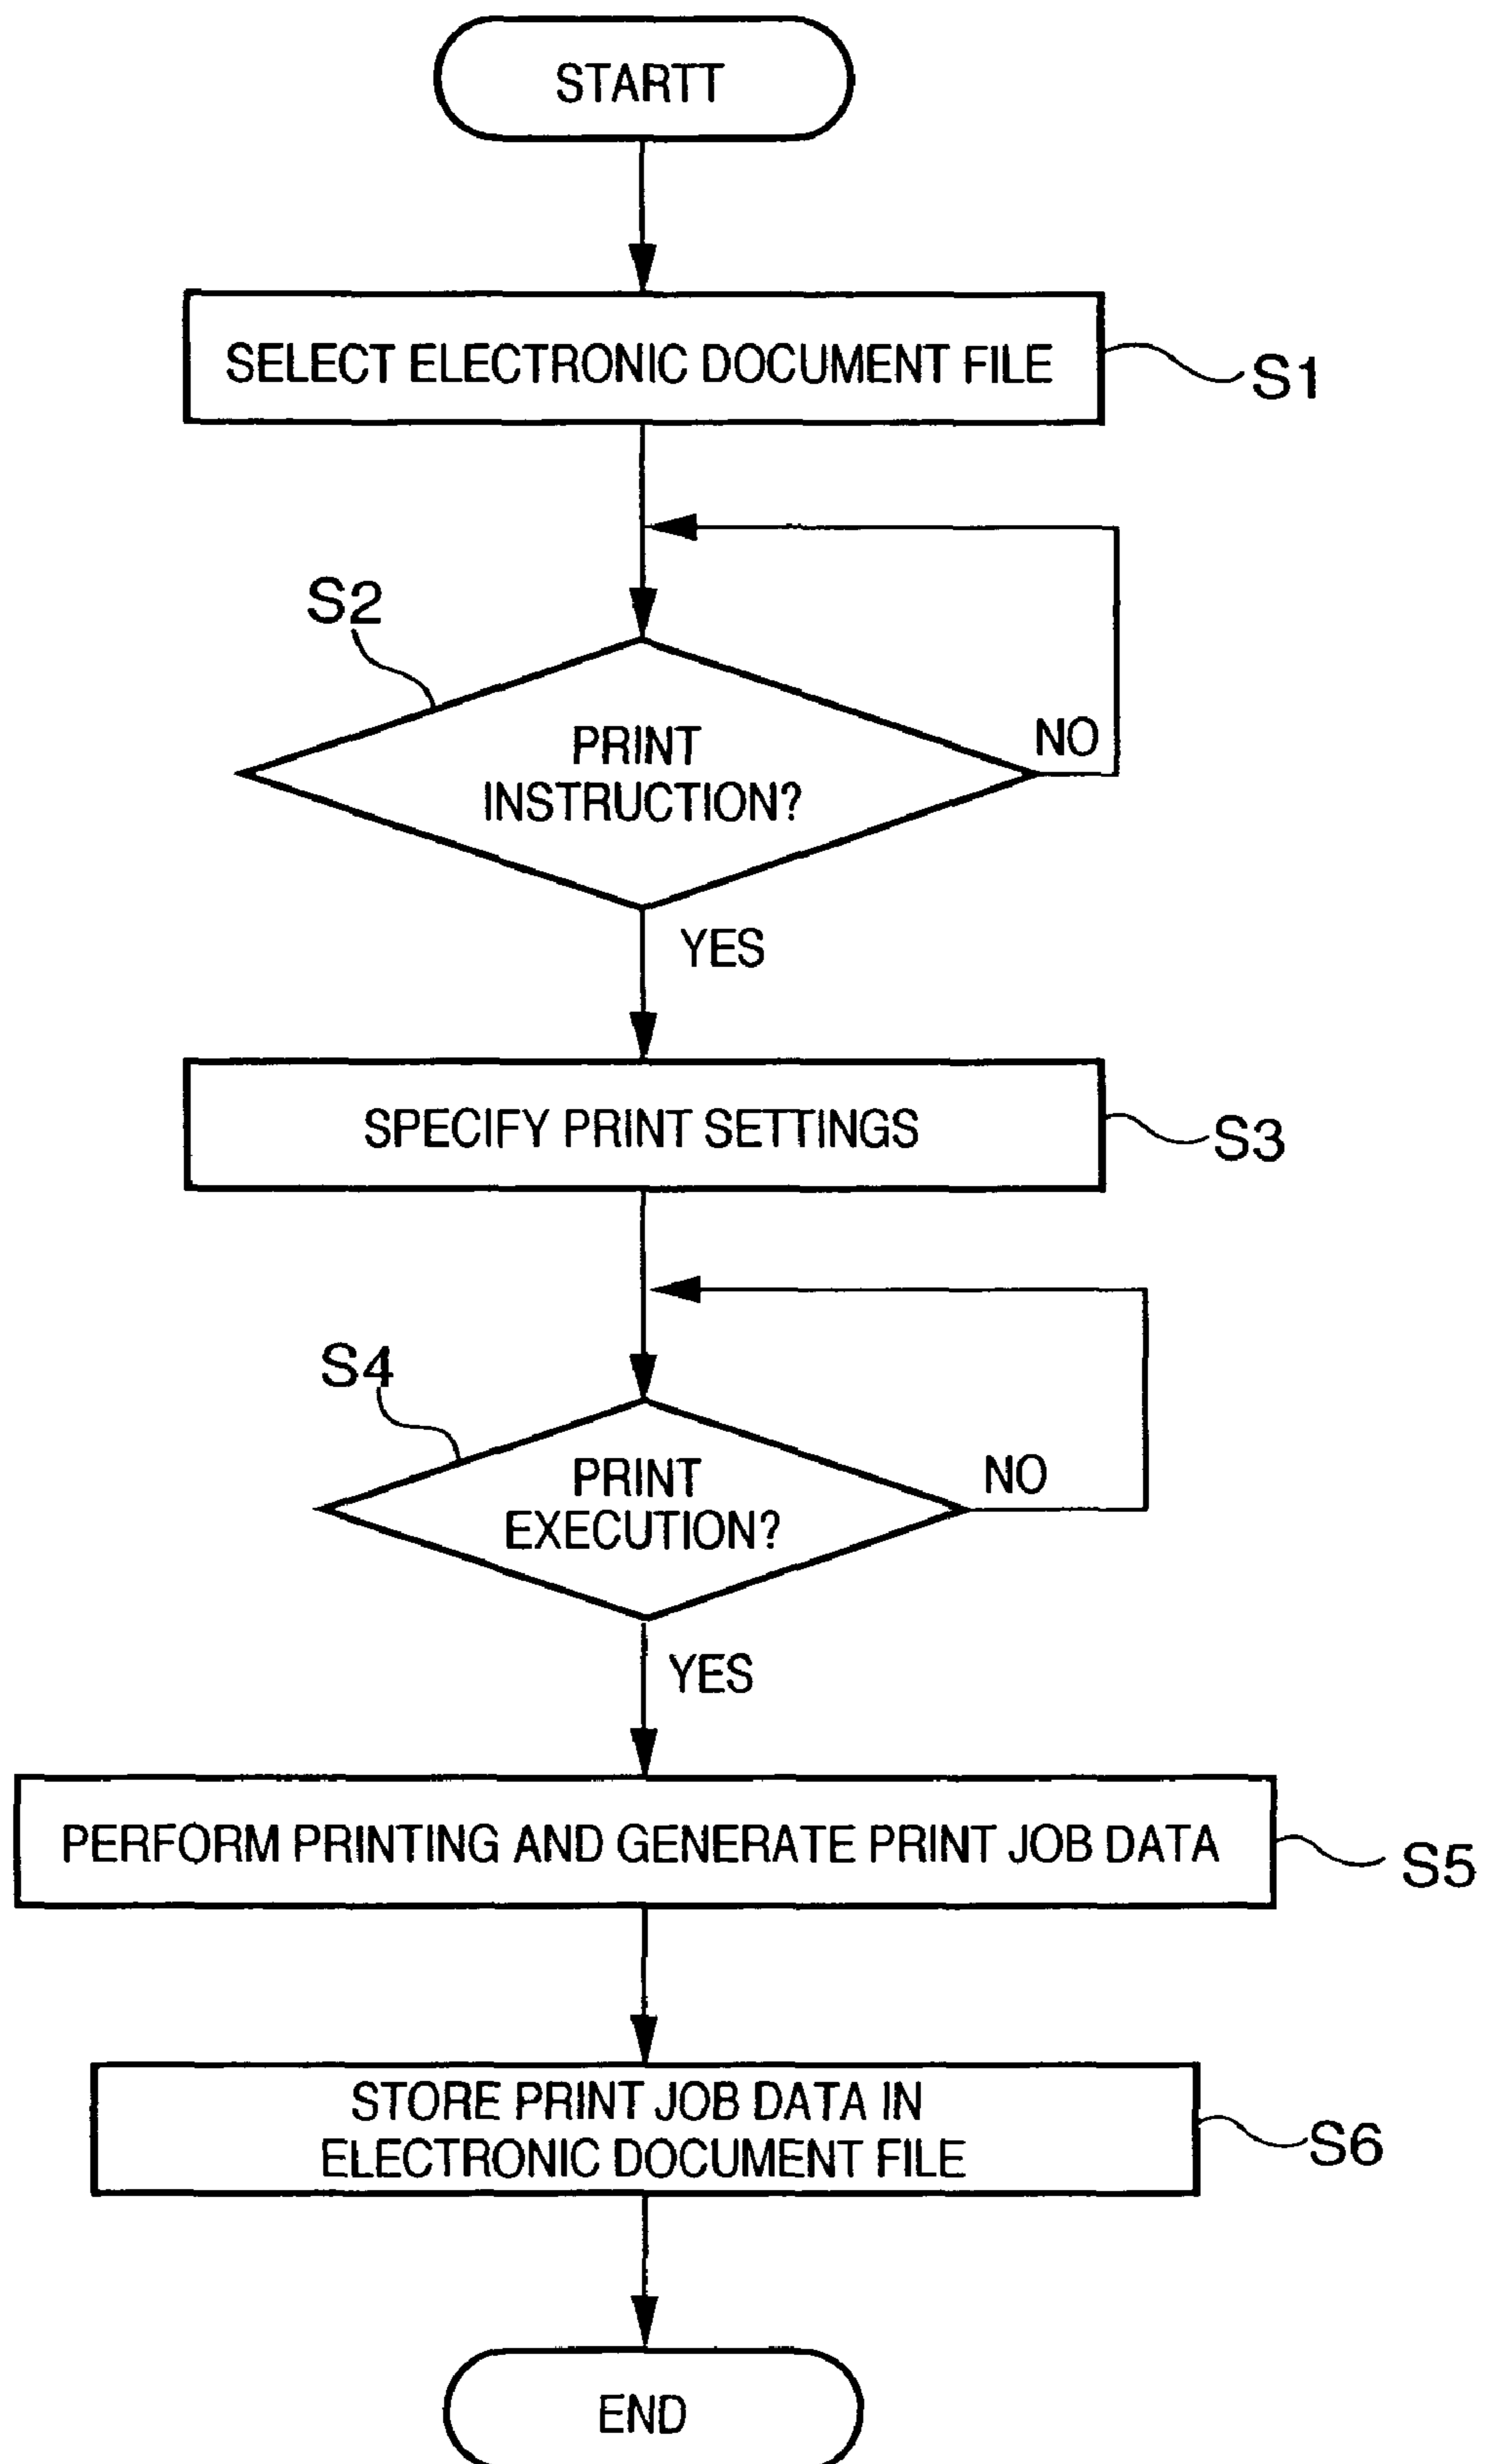 STARTT
SELECT ELECTRONIC DOCUMENT FILE
S1
S2
PRINT
INSTRUCTION?
NO
YES
SPECIFY PRINT SETTINGS
S3
S4
PRINT
EXECUTION?
NO
YES
PERFORM PRINTING AND GENERATE PRINT JOB DATA
S5
STORE PRINT JOB DATA IN
ELECTRONIC DOCUMENT FILE
S6
END